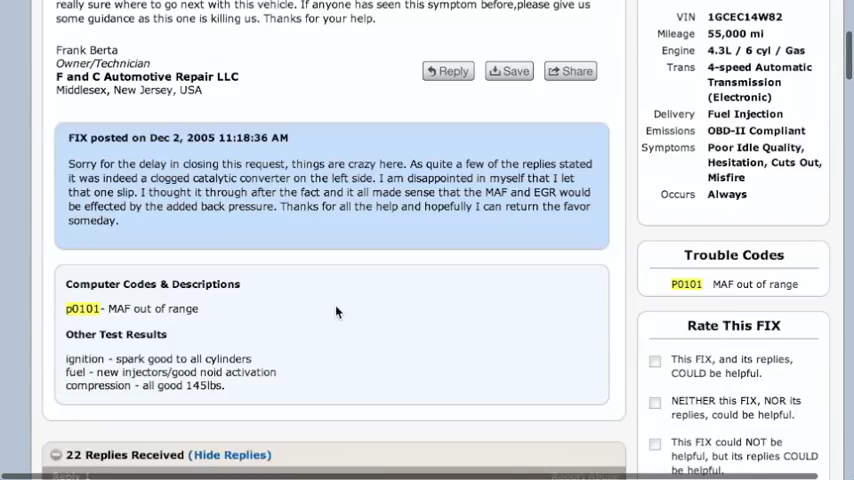 really sure where to go next with this vehicle. If anyone has seen this symptom before,please give us
some guidance as this one is killing us. Thanks for your help.
Frank Berta
Owner/Technician
F and C Automotive Repair LLC
Middlesex, New Jersey, USA
Reply
Save
Share
FIX posted on Dec 2, 2005 11:18:36 AM
Sorry for the delay in closing this request, things are crazy here. As quite a few of the replies stated
it was indeed a clogged catalytic converter on the left side. I am disappointed in myself that I let
that one slip. I thought it through after the fact and it all made sense that the MAF and EGR would
be effected by the added back pressure. Thanks for all the help and hopefully I can return the favor
someday.
Computer Codes & Descriptions
p0101- MAF out of range
Other Test Results
ignition - spark good to all cylinders
fuel - new injectors/good noid activation
compression - all good 145lbs.
22 Replies Received (Hide Replies)
Reply 1
Report Abuse
VIN 1GCEC14W82
Mileage 55,000 mi
Engine 4.3L / 6 cyl / Gas
Trans 4-speed Automatic
Transmission
(Electronic)
Delivery Fuel Injection
Emissions OBD-II Compliant
Symptoms Poor Idle Quality,
Hesitation, Cuts Out,
Misfire
Occurs Always
Trouble Codes
P0101 MAF out of range
Rate This FIX
This FIX, and its replies,
COULD be helpful.
NEITHER this FIX, NOR its
replies, could be helpful.
This FIX could NOT be
helpful, but its replies COULD
be helpful.